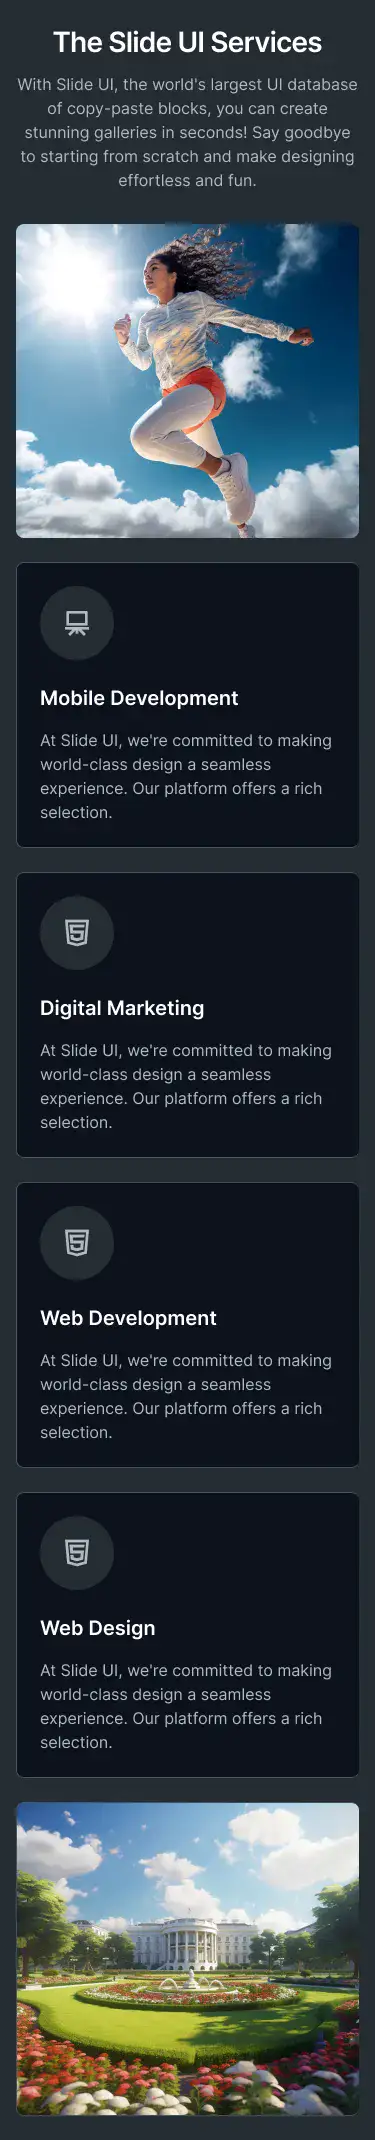 The Slide UI Services
With Slide UI, the world's largest UI database
of copy-paste blocks, you can create
stunning galleries in seconds! Say goodbye
to starting from scratch and make designing
effortless and fun.
Mobile Development
At Slide UI, we're committed to making
world-class design a seamless
experience. Our platform offers a rich
selection.
Digital Marketing
At Slide UI, we're committed to making
world-class design a seamless
experience. Our platform offers a rich
selection.
Web Development
At Slide UI, we're committed to making
world-class design a seamless
experience. Our platform offers a rich
selection.
Web Design
At Slide UI, we're committed to making
world-class design a seamless
experience. Our platform offers a rich
selection.